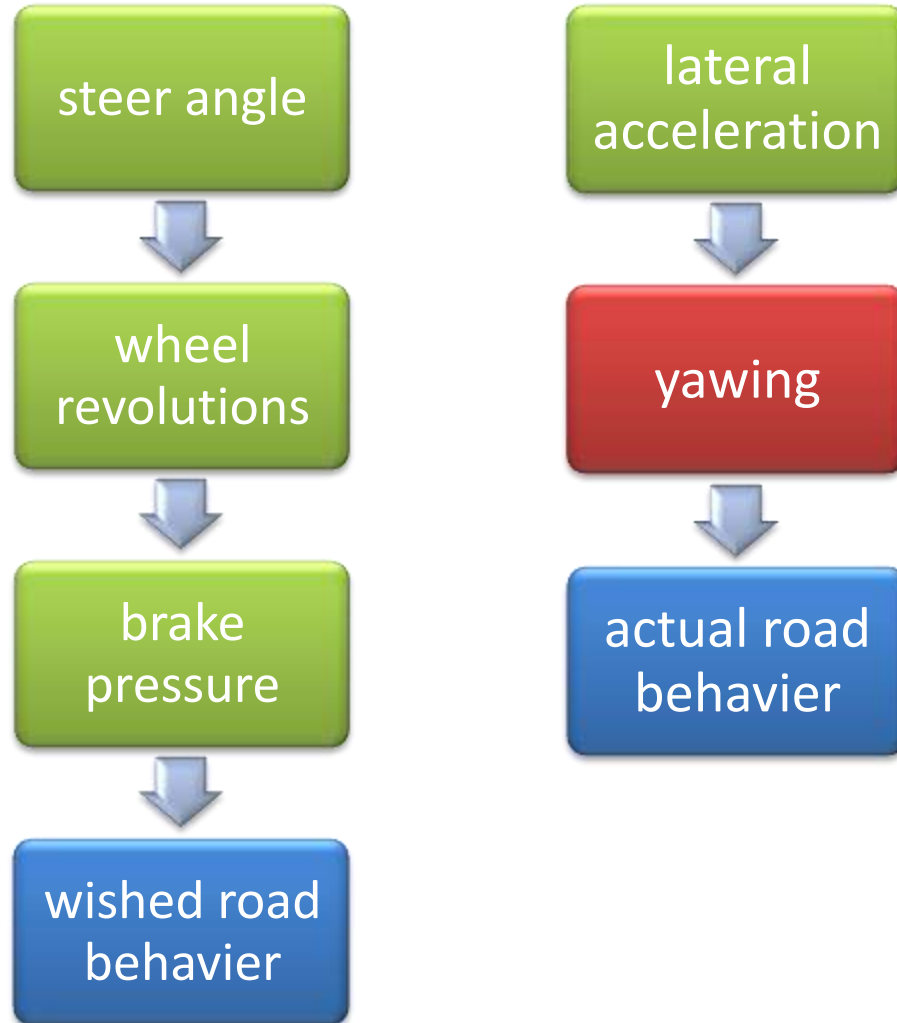 steer angle
wheel
revolutions
brake
pressure
wished road
behavier
lateral
acceleration
yawing
actual road
behavier